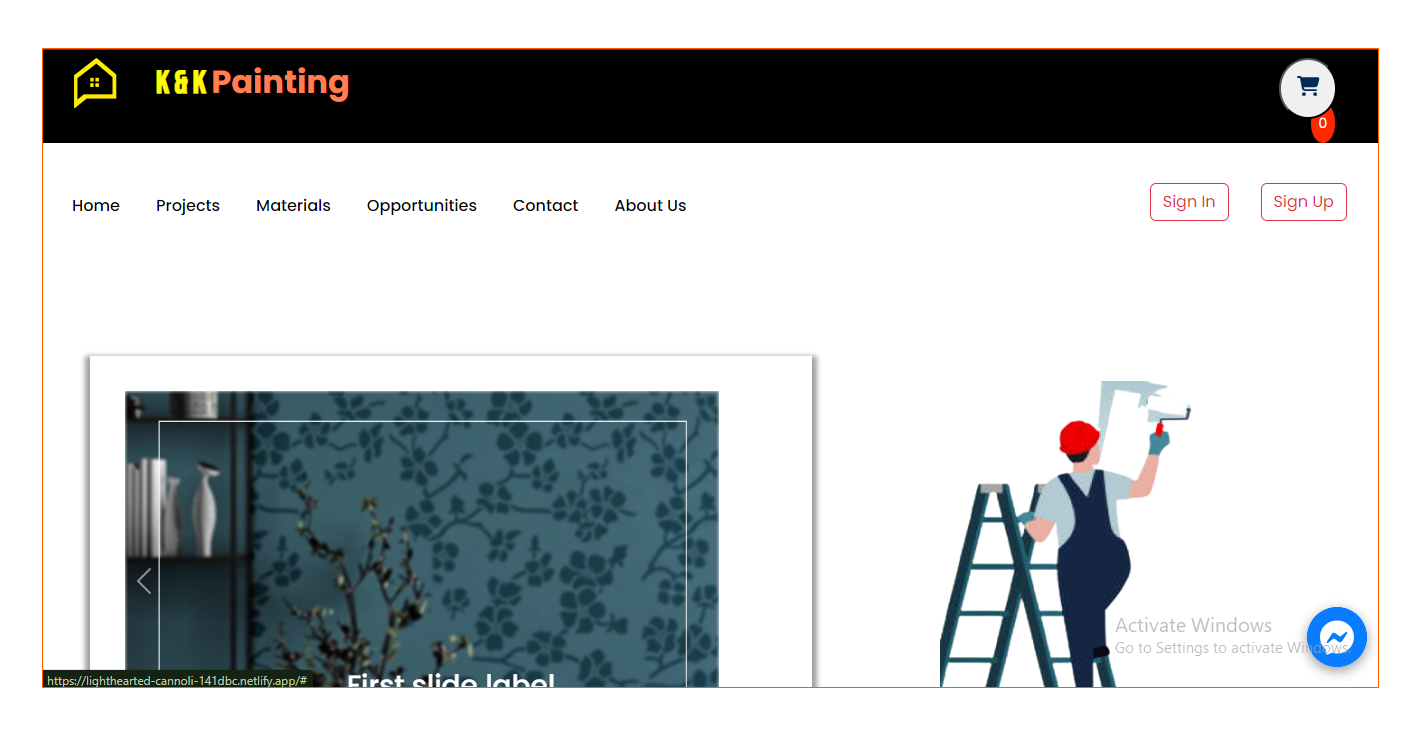 K&K Painting
0
Home Projects Materials Opportunities Contact About Us Sign In Sign Up
Activate Windows
Go to Settings to activate Windows.
https://lighthearted-cannoli-141dbc.netlify.app/#
First slide label